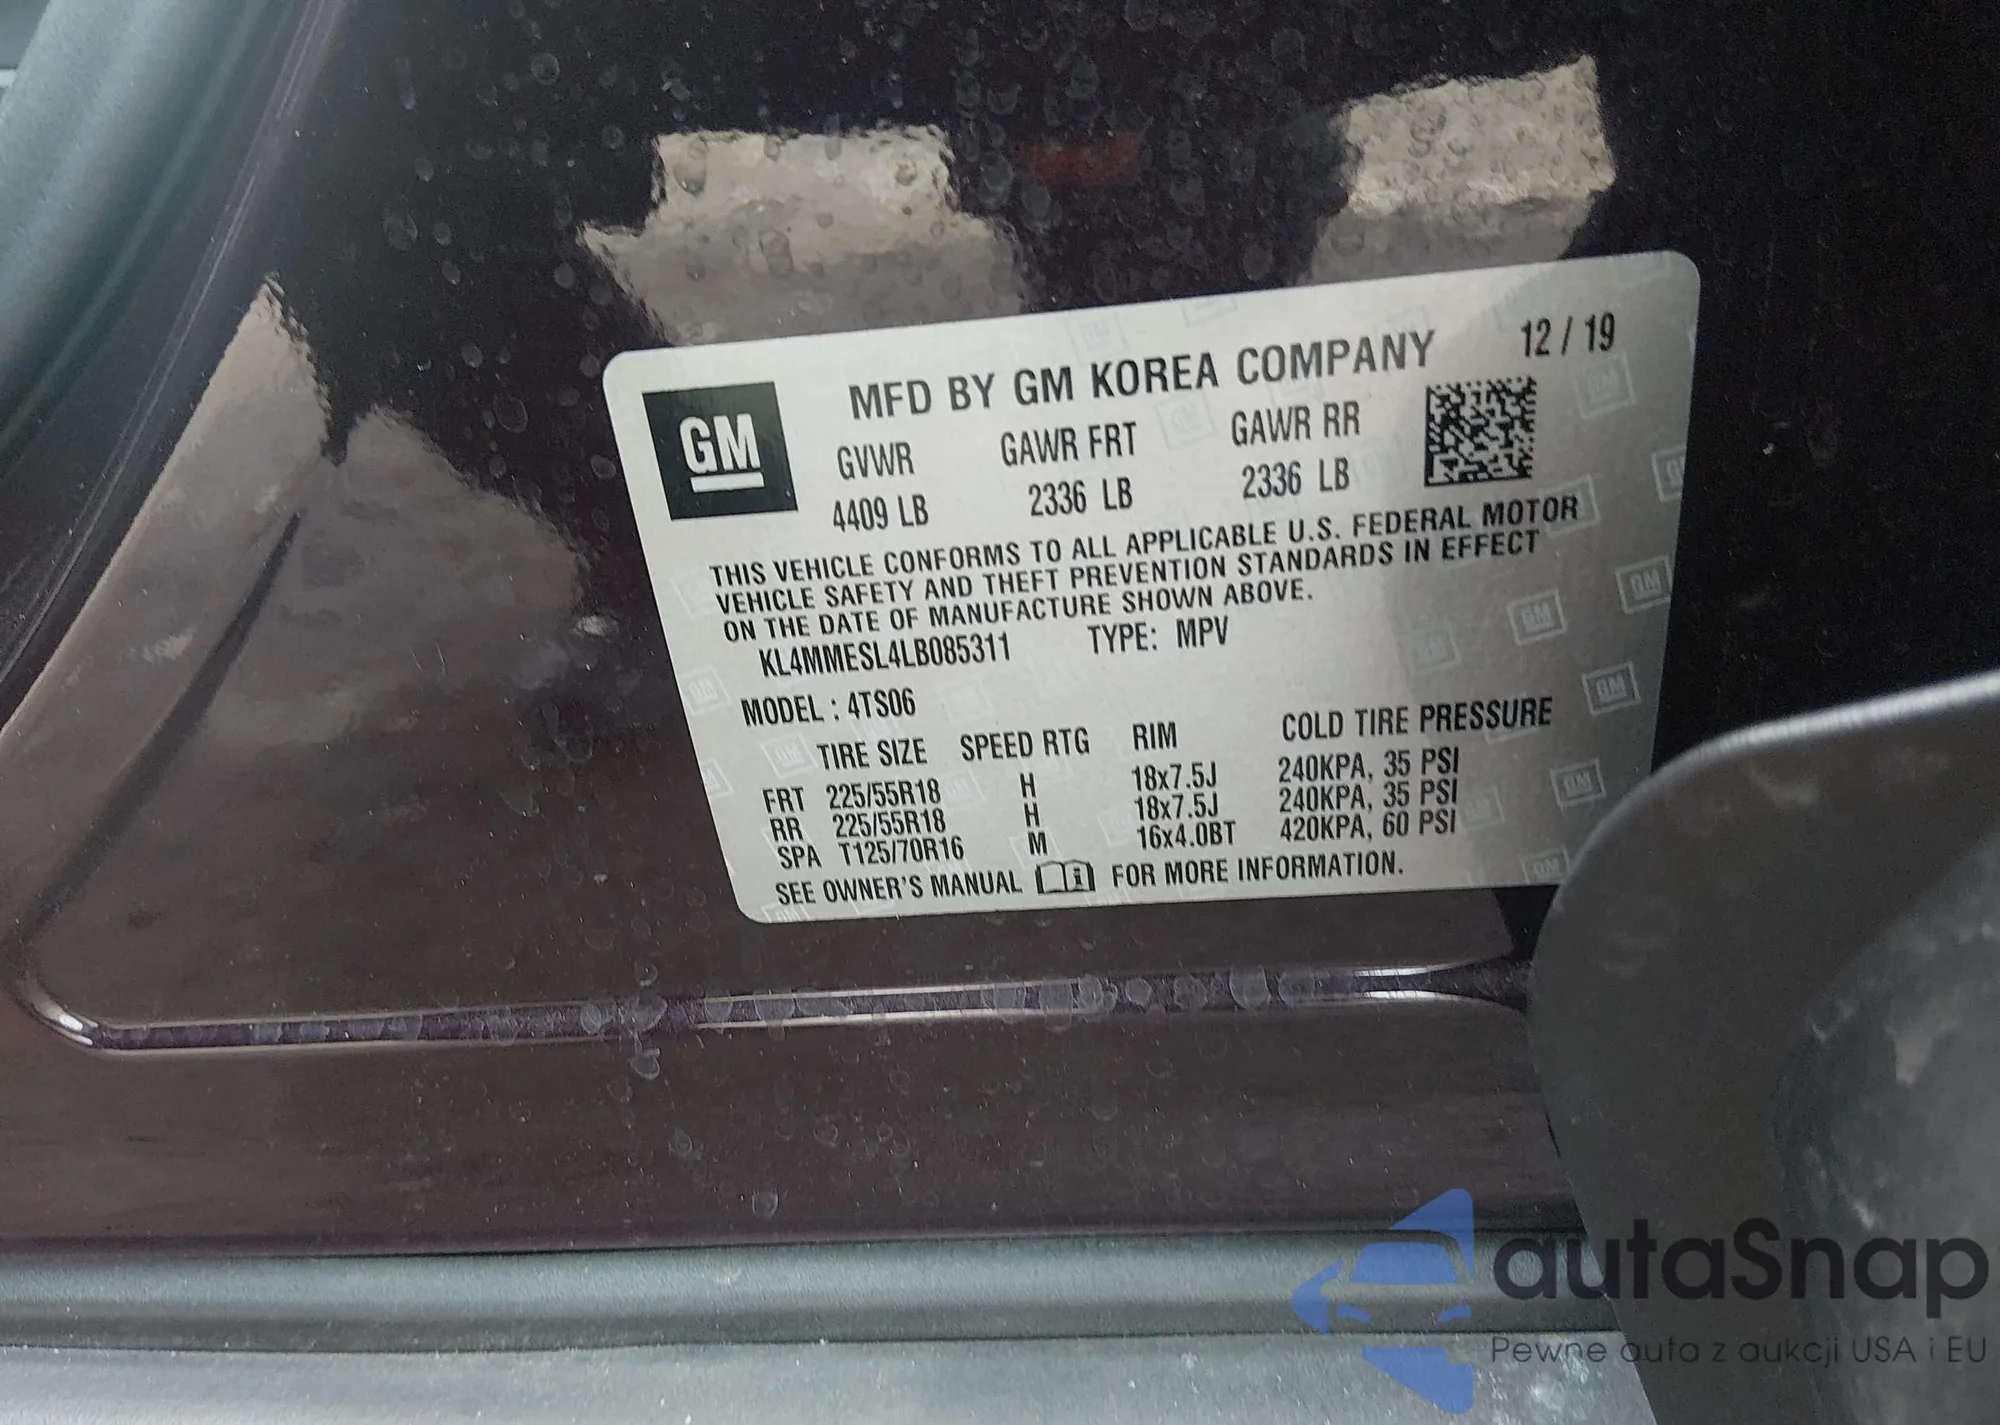 MFD BY GM KOREA COMPANY 12 / 19
GM
GVWR GAWR FRT GAWR RR
4409 LB 2336 LB 2336 LB
THIS VEHICLE CONFORMS TO ALL APPLICABLE U.S. FEDERAL MOTOR
VEHICLE SAFETY AND THEFT PREVENTION STANDARDS IN EFFECT
ON THE DATE OF MANUFACTURE SHOWN ABOVE.
KL4MMESL4LB085311 TYPE: MPV
MODEL : 4TS06
TIRE SIZE SPEED RTG RIM COLD TIRE PRESSURE
FRT 225/55R18 H 18x7.5J 240KPA, 35 PSI
RR 225/55R18 H 18x7.5J 240KPA, 35 PSI
SPA T125/70R16 M 16x4.0BT 420KPA, 60 PSI
SEE OWNER'S MANUAL i FOR MORE INFORMATION.
autaSnap
Pewne auta z aukcji USA i EU